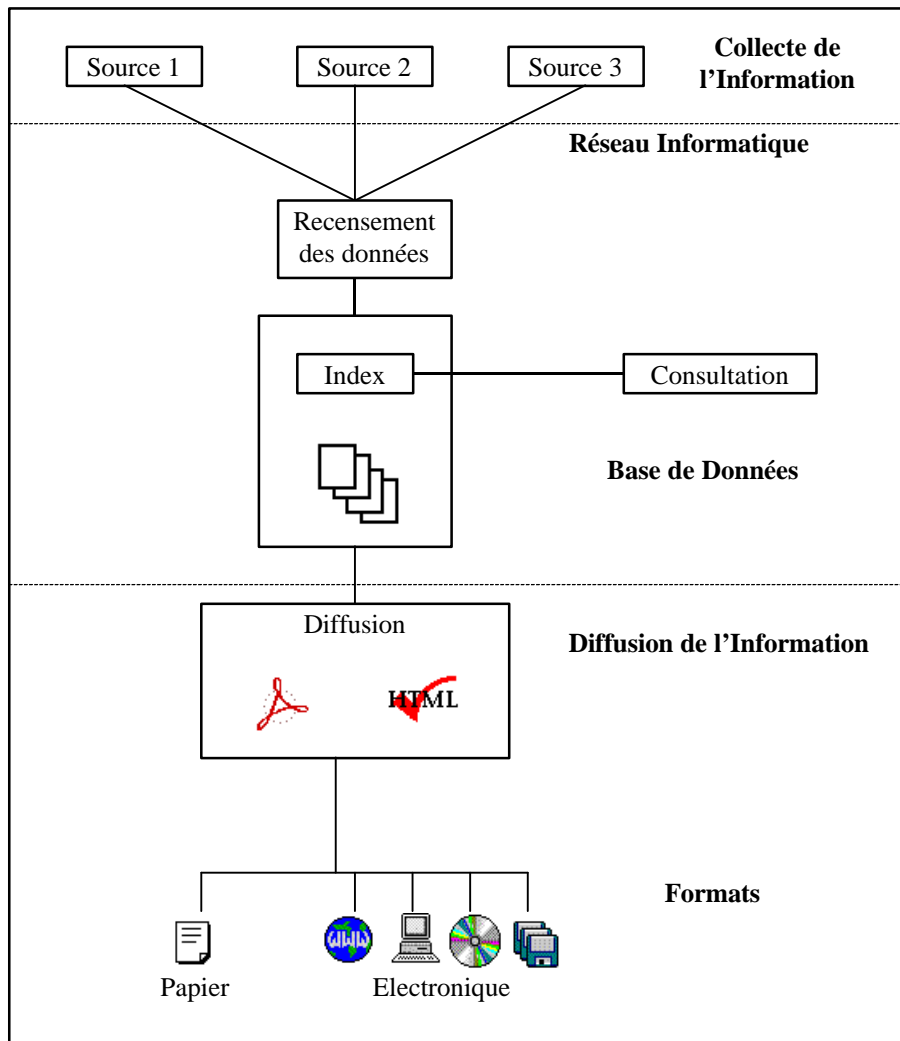 Collecte de
l'Information
Source 1
Source 2
Source 3
Réseau Informatique
Recensement
des données
Index
Consultation
Base de Données
Diffusion
Diffusion de l'Information
HTML
Formats
WWW
Papier
Electronique